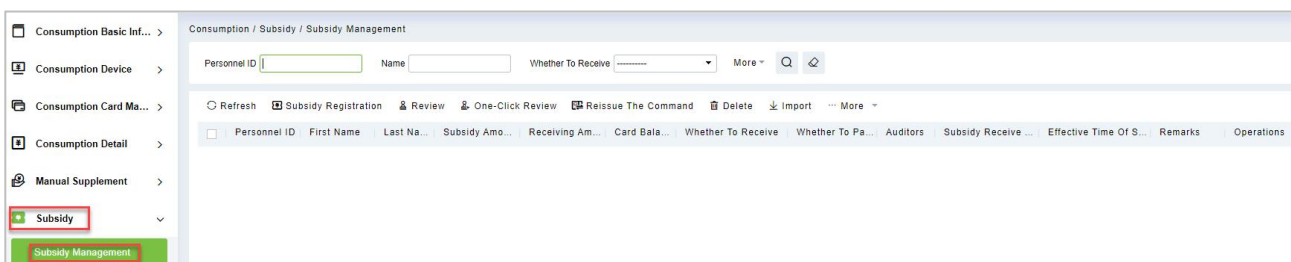 Consumption Basic Inf...
Consumption Device
Consumption Card Ma...
Consumption Detail
Manual Supplement
Subsidy
Subsidy Management
Consumption / Subsidy / Subsidy Management
Personnel ID Name Whether To Receive ---------- More
Refresh Subsidy Registration Review One-Click Review Reissue The Command Delete Import ... More
Personnel ID First Name Last Na... Subsidy Amo... Receiving Am... Card Bala... Whether To Receive Whether To Pa... Auditors Subsidy Receive ... Effective Time Of S... Remarks Operations